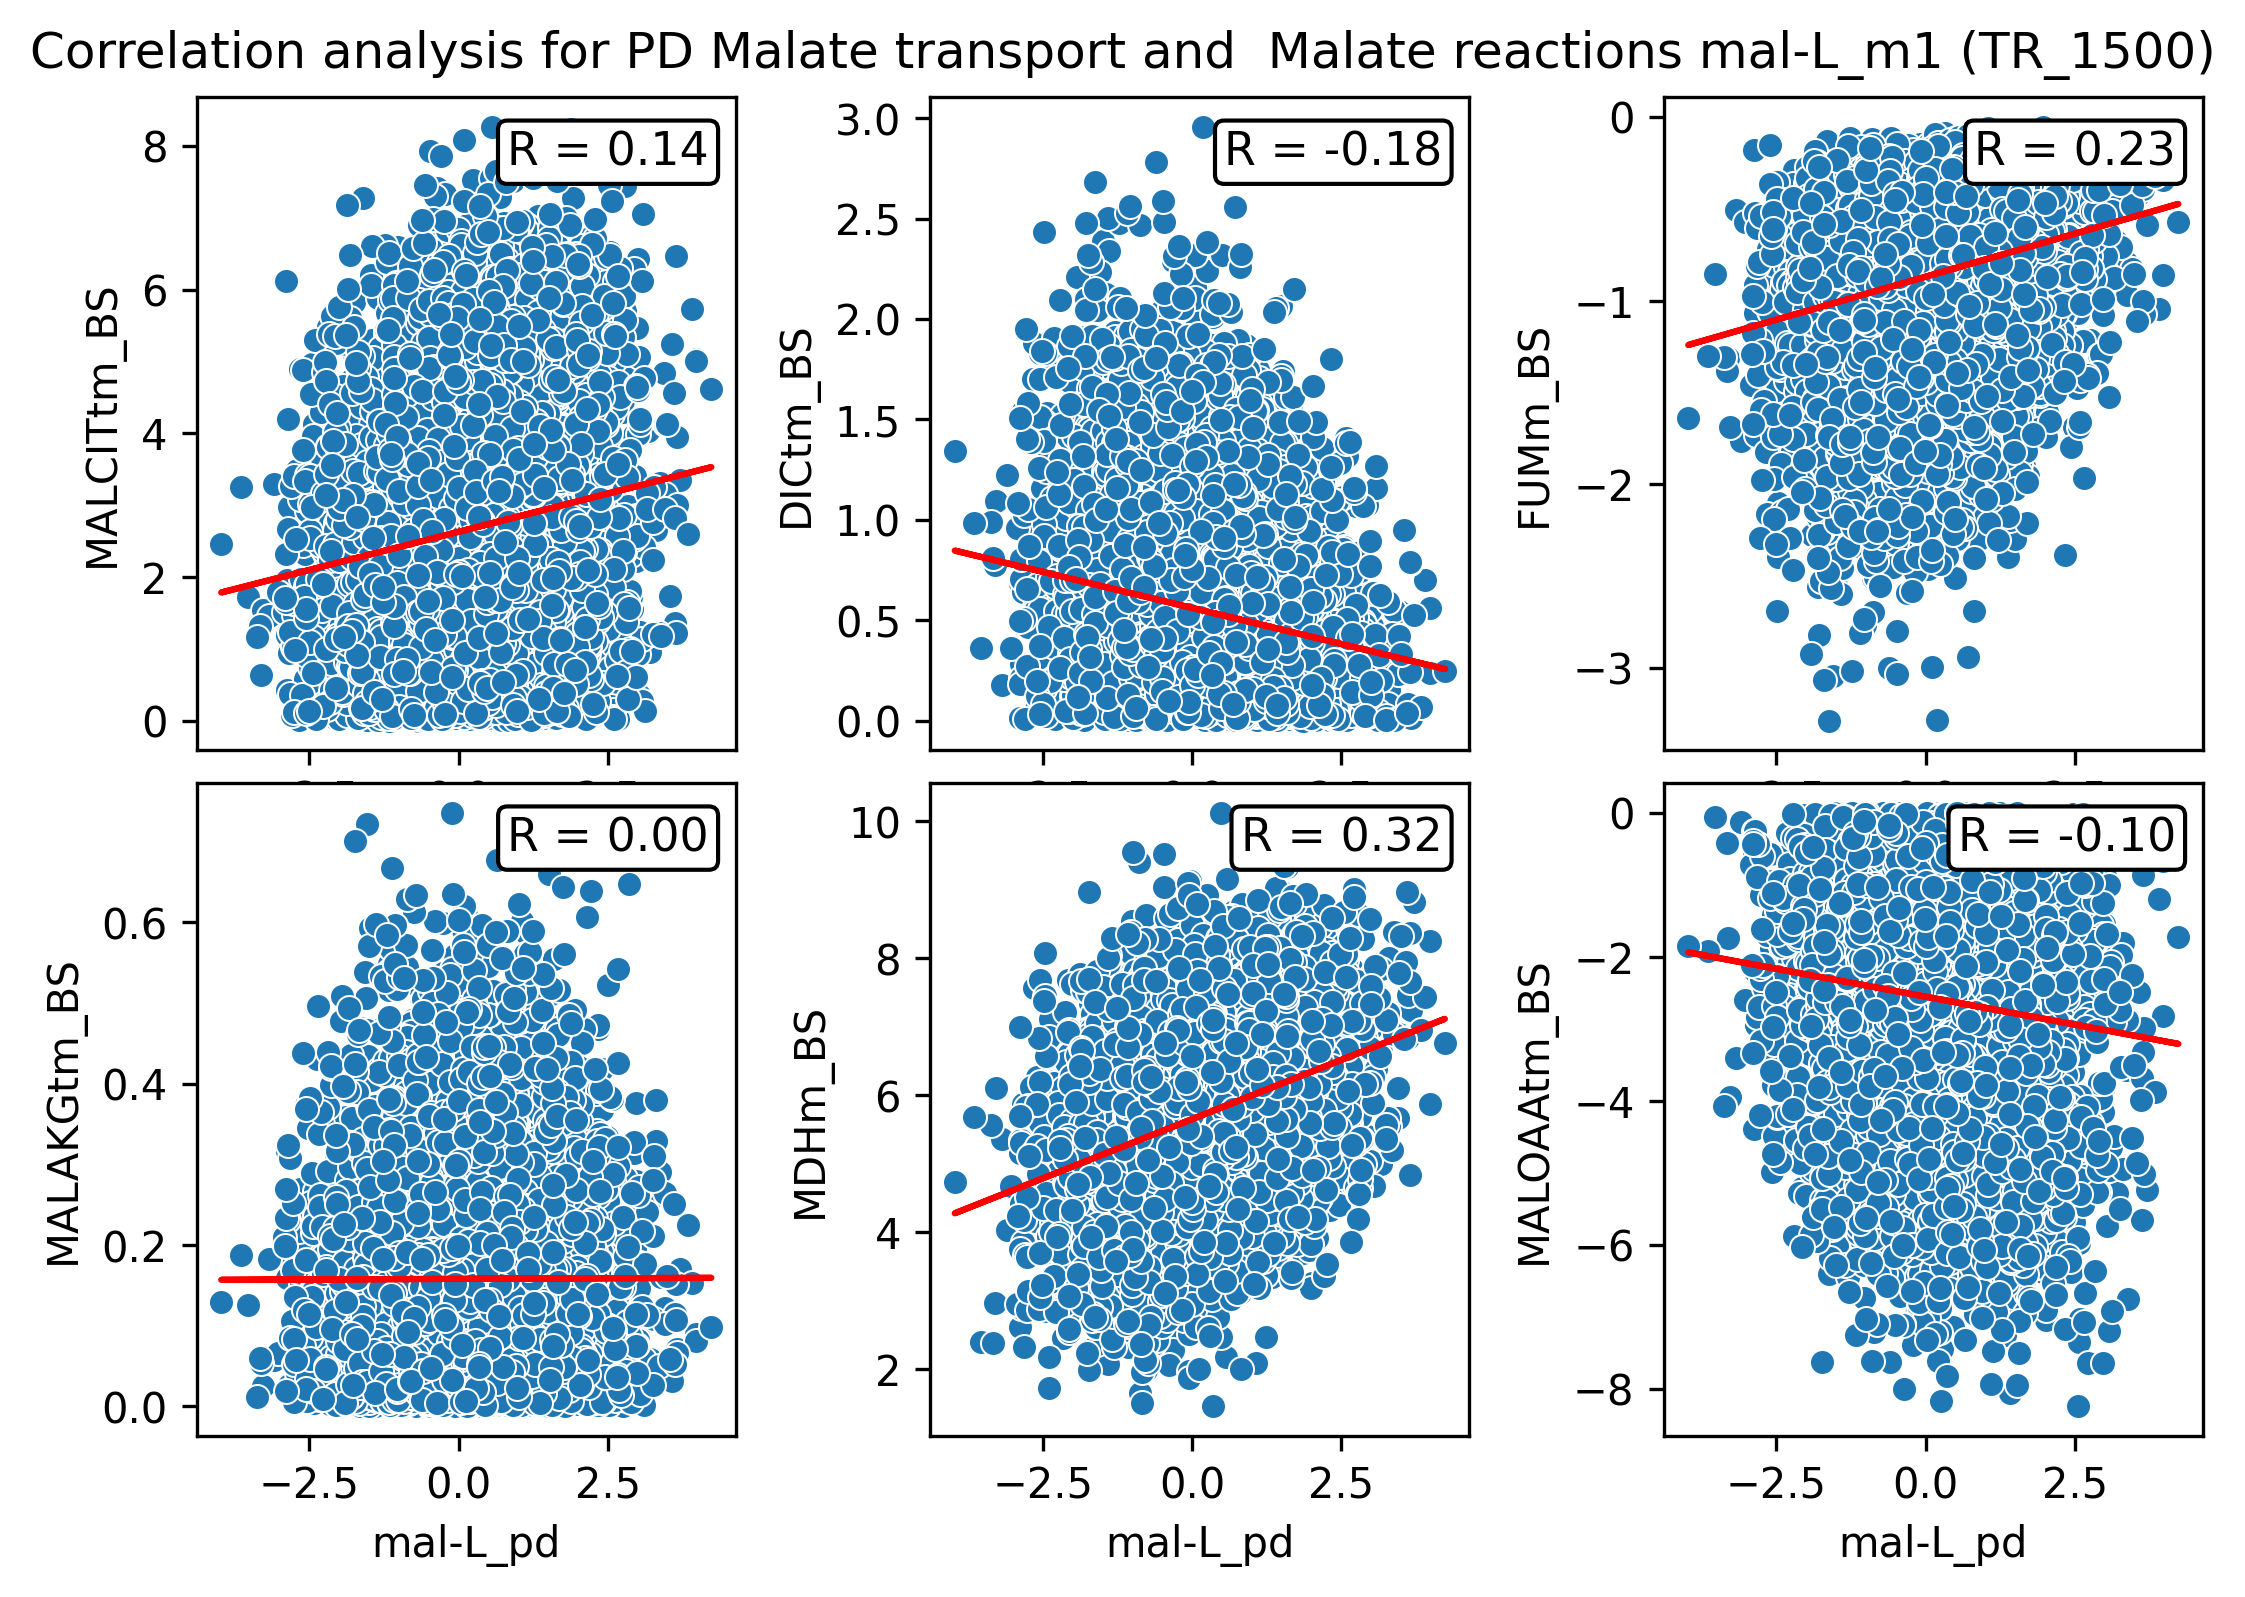 Correlation analysis for PD Malate transport and  Malate reactions mal-L_m1 (TR_1500)
R = 0.14
MALCITtm_BS
8
6
4
2
0
R = -0.18
DICtm_BS
3.0
2.5
2.0
1.5
1.0
0.5
0.0
R = 0.23
FUMm_BS
0
−1
−2
−3
R = 0.00
MALAKGtm_BS
0.6
0.4
0.2
0.0
−2.5 0.0 2.5
mal-L_pd
R = 0.32
MDHm_BS
10
8
6
4
2
−2.5 0.0 2.5
mal-L_pd
R = -0.10
MALOAAtm_BS
0
−2
−4
−6
−8
−2.5 0.0 2.5
mal-L_pd